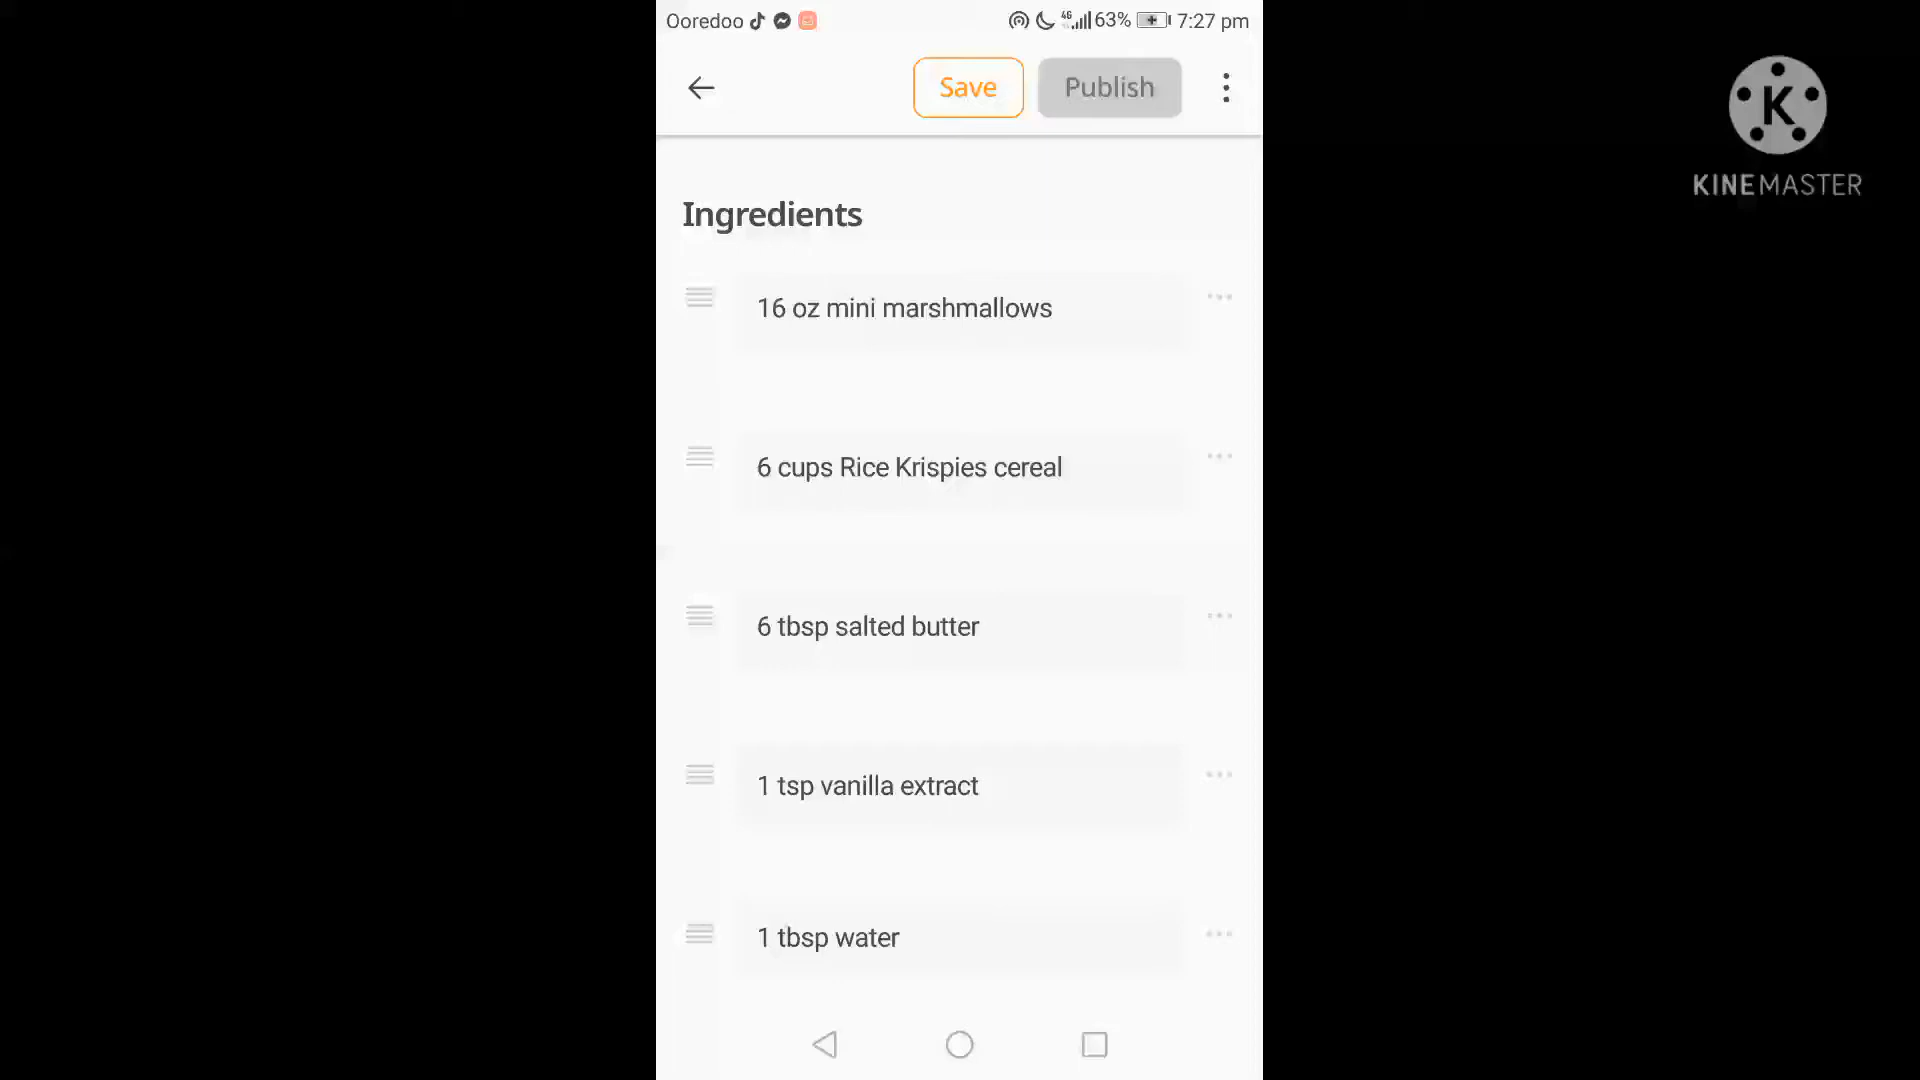 Ooredoo 4G 63% 7:27 pm
Save Publish
K
KINEMASTER
Ingredients
16 oz mini marshmallows
6 cups Rice Krispies cereal
6 tbsp salted butter
1 tsp vanilla extract
1 tbsp water